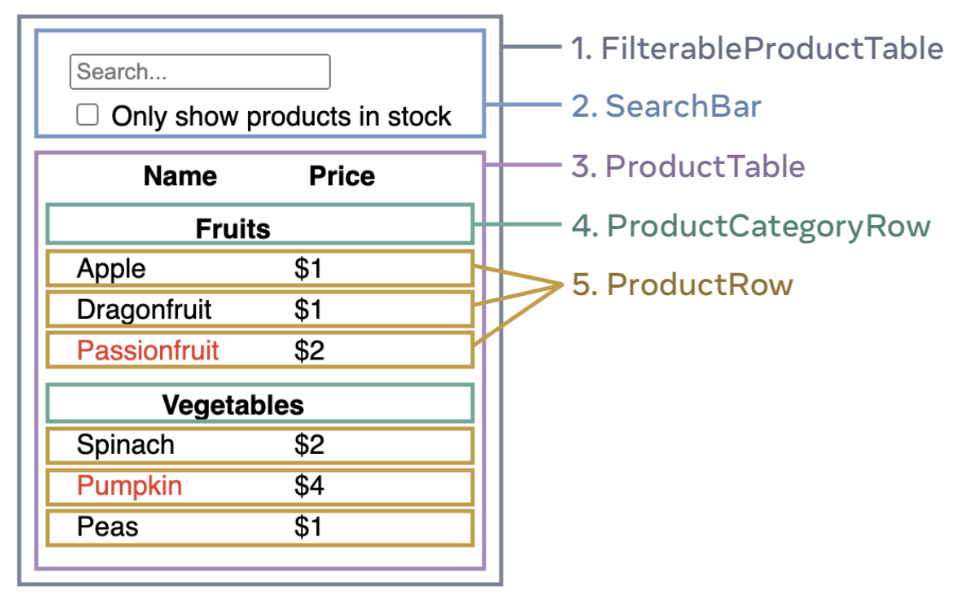 Search...
Only show products in stock
Name Price
Fruits
Apple $1
Dragonfruit $1
Passionfruit $2
Vegetables
Spinach $2
Pumpkin $4
Peas $1
1. FilterableProductTable
2. SearchBar
3. ProductTable
4. ProductCategoryRow
5. ProductRow